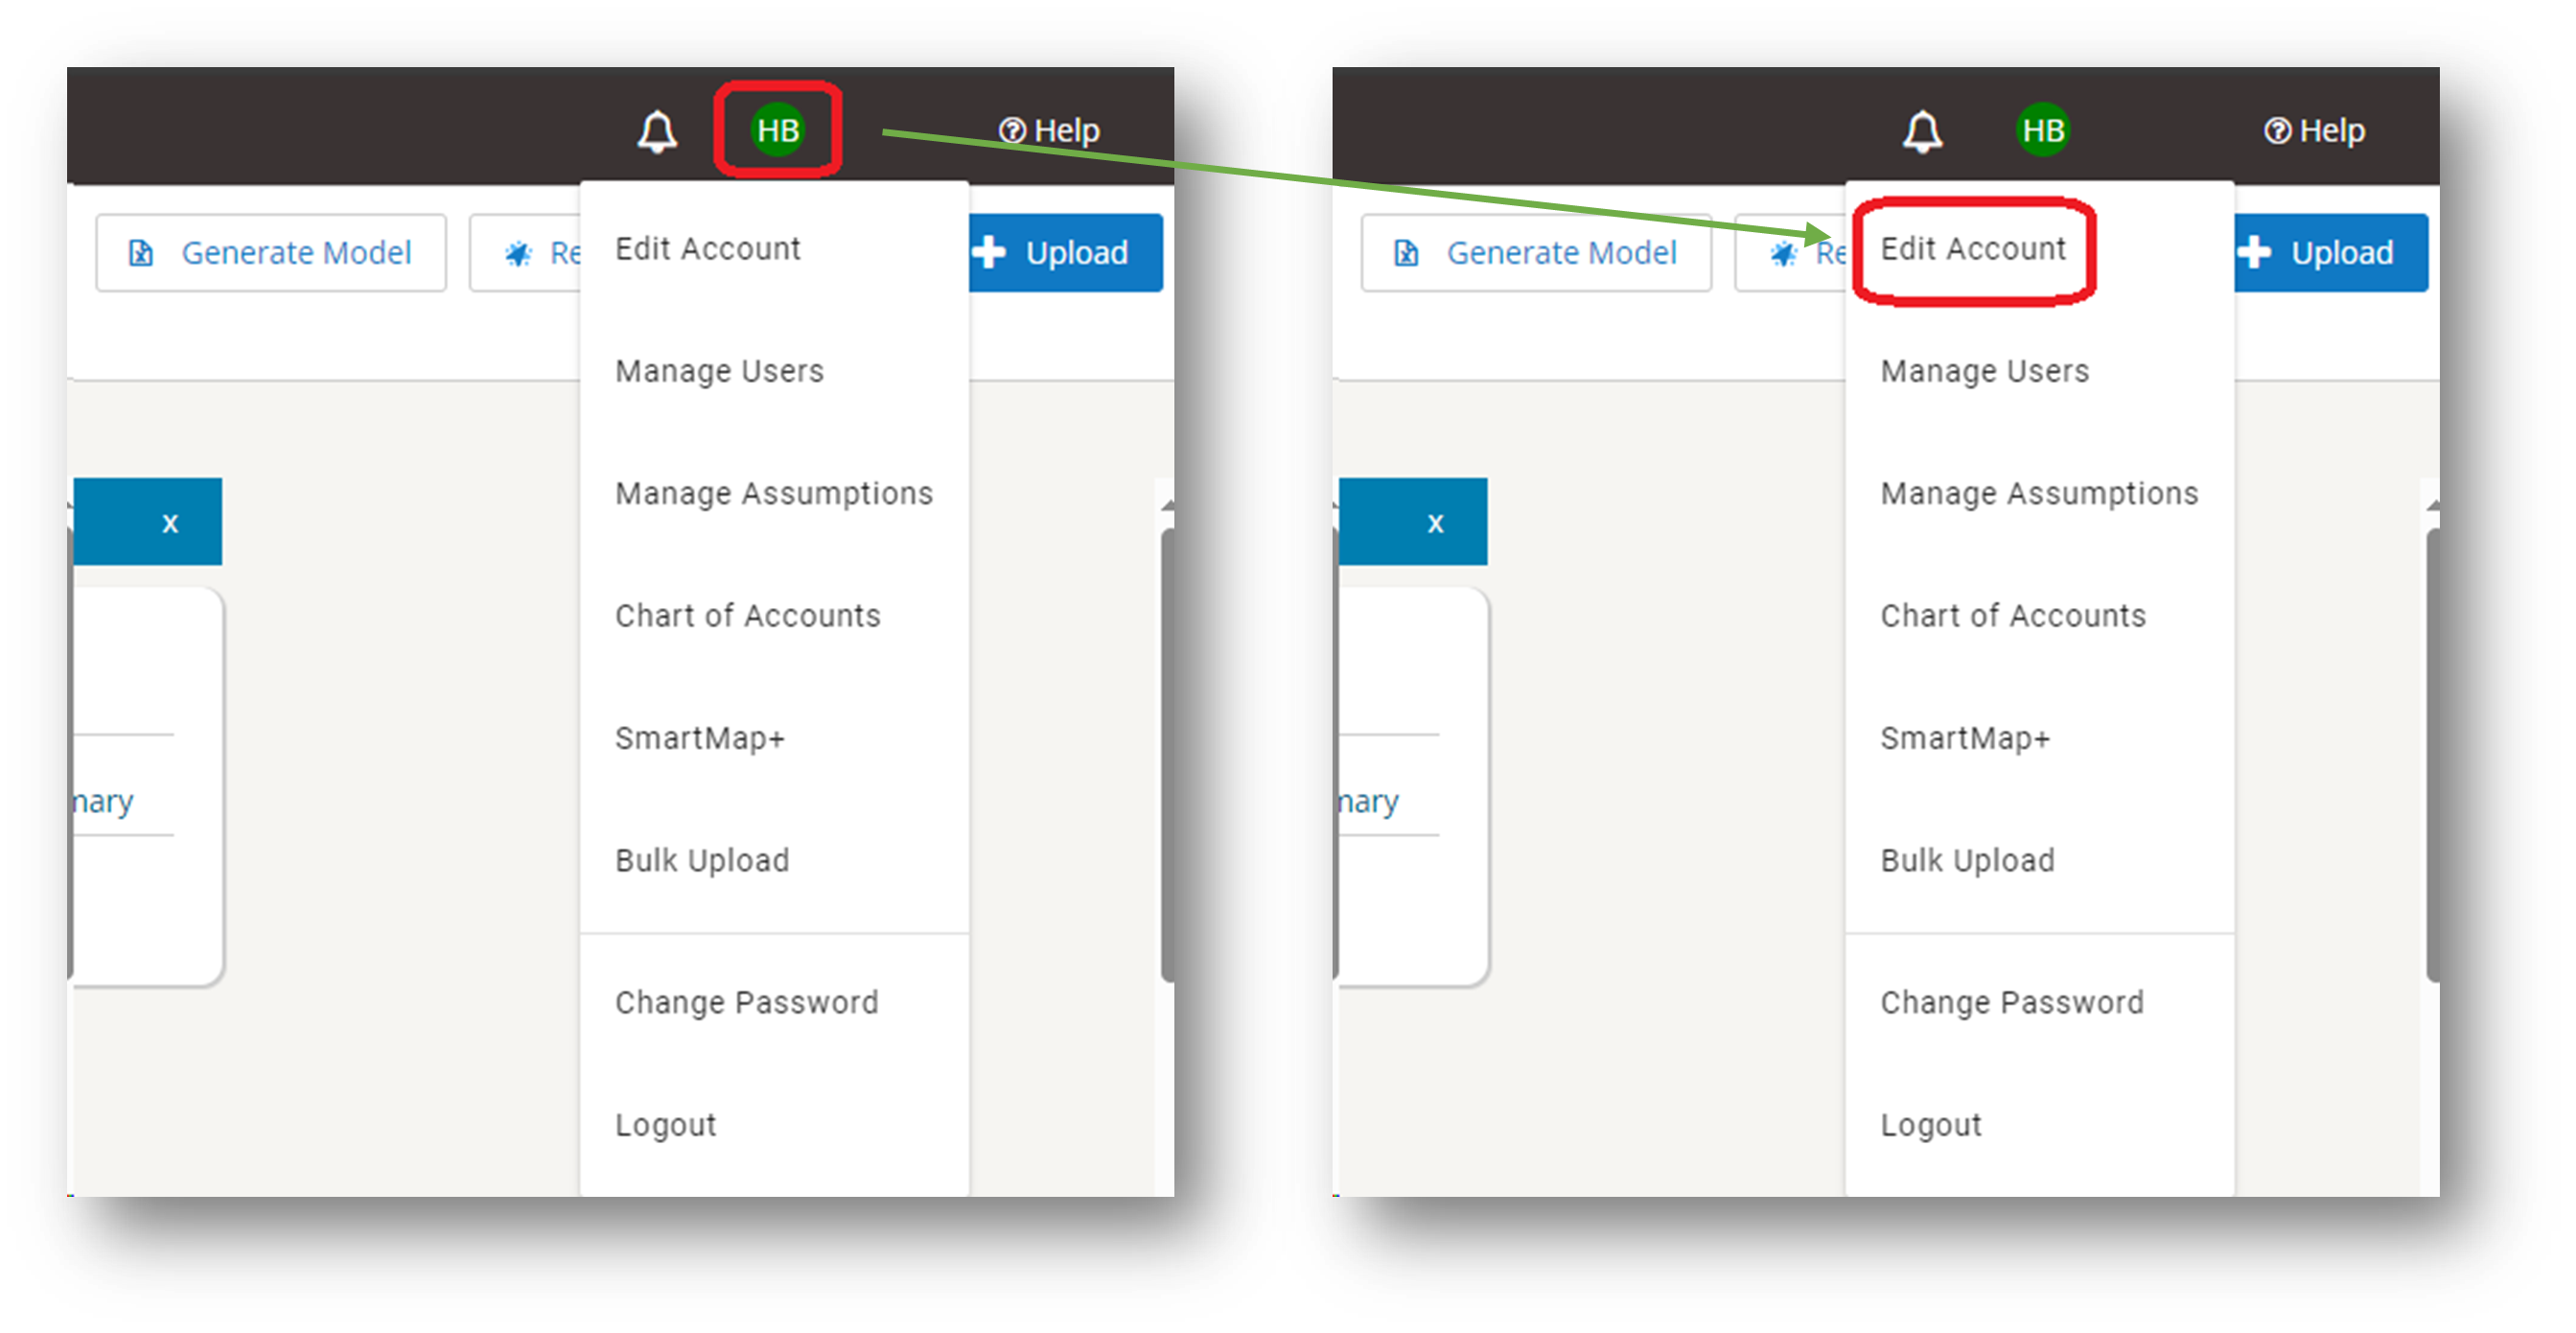 HB
Help
Generate Model
Re
Upload
Edit Account
Manage Users
Manage Assumptions
x
Chart of Accounts
SmartMap+
nary
Bulk Upload
Change Password
Logout
HB
Help
Generate Model
Re
Upload
Edit Account
Manage Users
Manage Assumptions
x
Chart of Accounts
SmartMap+
nary
Bulk Upload
Change Password
Logout